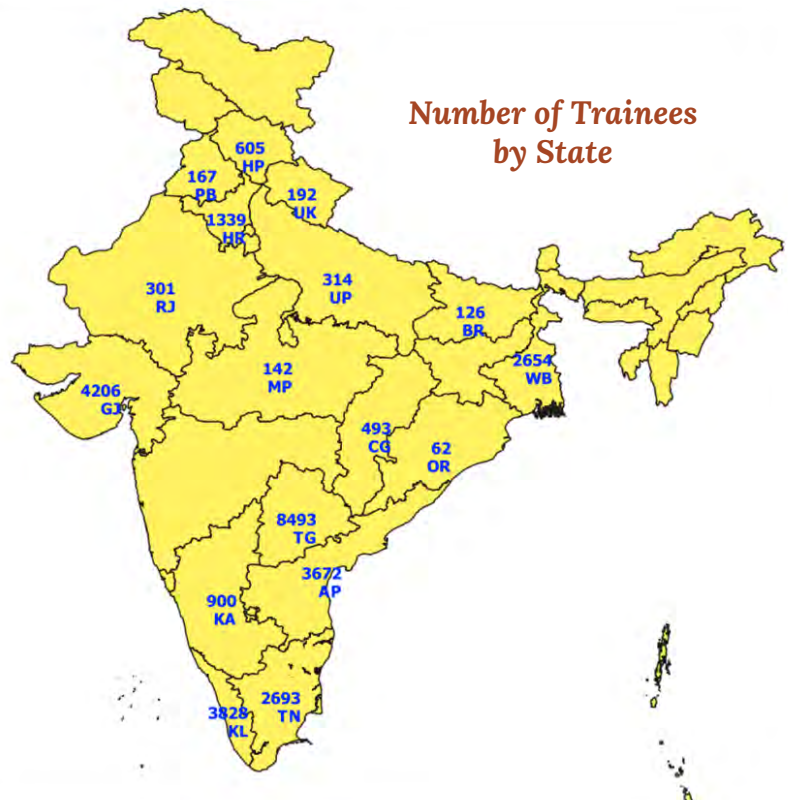 Number of Trainees
by State
605
HP
167
PB
192
UK
1339
HR
301
RJ
314
UP
126
BR
2654
WB
142
MP
4206
GJ
493
CG
62
OR
8493
TG
3672
AP
900
KA
2693
TN
3828
KL